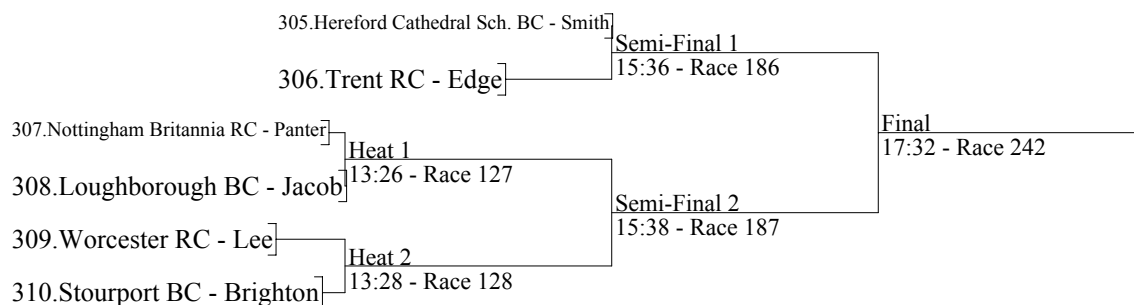 305.Hereford Cathedral Sch. BC - Smith
Semi-Final 1
15:36 - Race 186
306.Trent RC - Edge
Final
17:32 - Race 242
307.Nottingham Britannia RC - Panter
Heat 1
13:26 - Race 127
308.Loughborough BC - Jacob
Semi-Final 2
15:38 - Race 187
309.Worcester RC - Lee
Heat 2
13:28 - Race 128
310.Stourport BC - Brighton